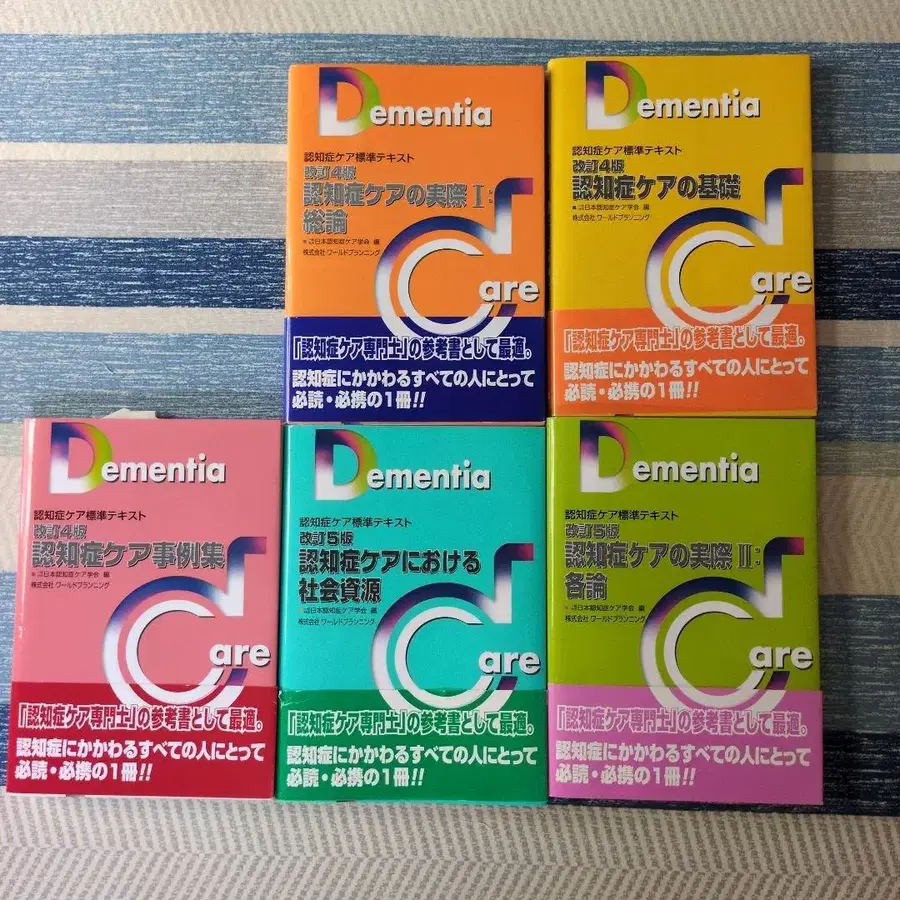 Dementia
認知症ケア標準テキスト
改訂4版
認知症ケアの実際Ⅰ
総論
日本認知症ケア学会 編
株式会社 ワールドプランニング
Care
「認知症ケア専門士」の参考書として最適。
認知症にかかわるすべての人にとって
必読・必携の1冊!!
Dementia
認知症ケア標準テキスト
改訂4版
認知症ケアの基礎
日本認知症ケア学会 編
株式会社 ワールドプランニング
Care
「認知症ケア専門士」の参考書として最適。
認知症にかかわるすべての人にとって
必読・必携の1冊!!
Dementia
認知症ケア標準テキスト
改訂4版
認知症ケア事例集
日本認知症ケア学会 編
株式会社 ワールドプランニング
Care
「認知症ケア専門士」の参考書として最適。
認知症にかかわるすべての人にとって
必読・必携の1冊!!
Dementia
認知症ケア標準テキスト
改訂5版
認知症ケアにおける
社会資源
日本認知症ケア学会 編
株式会社 ワールドプランニング
Care
「認知症ケア専門士」の参考書として最適。
認知症にかかわるすべての人にとって
必読・必携の1冊!!
Dementia
認知症ケア標準テキスト
改訂5版
認知症ケアの実際Ⅱ
各論
日本認知症ケア学会 編
株式会社 ワールドプランニング
Care
「認知症ケア専門士」の参考書として最適。
認知症にかかわるすべての人にとって
必読・必携の1冊!!